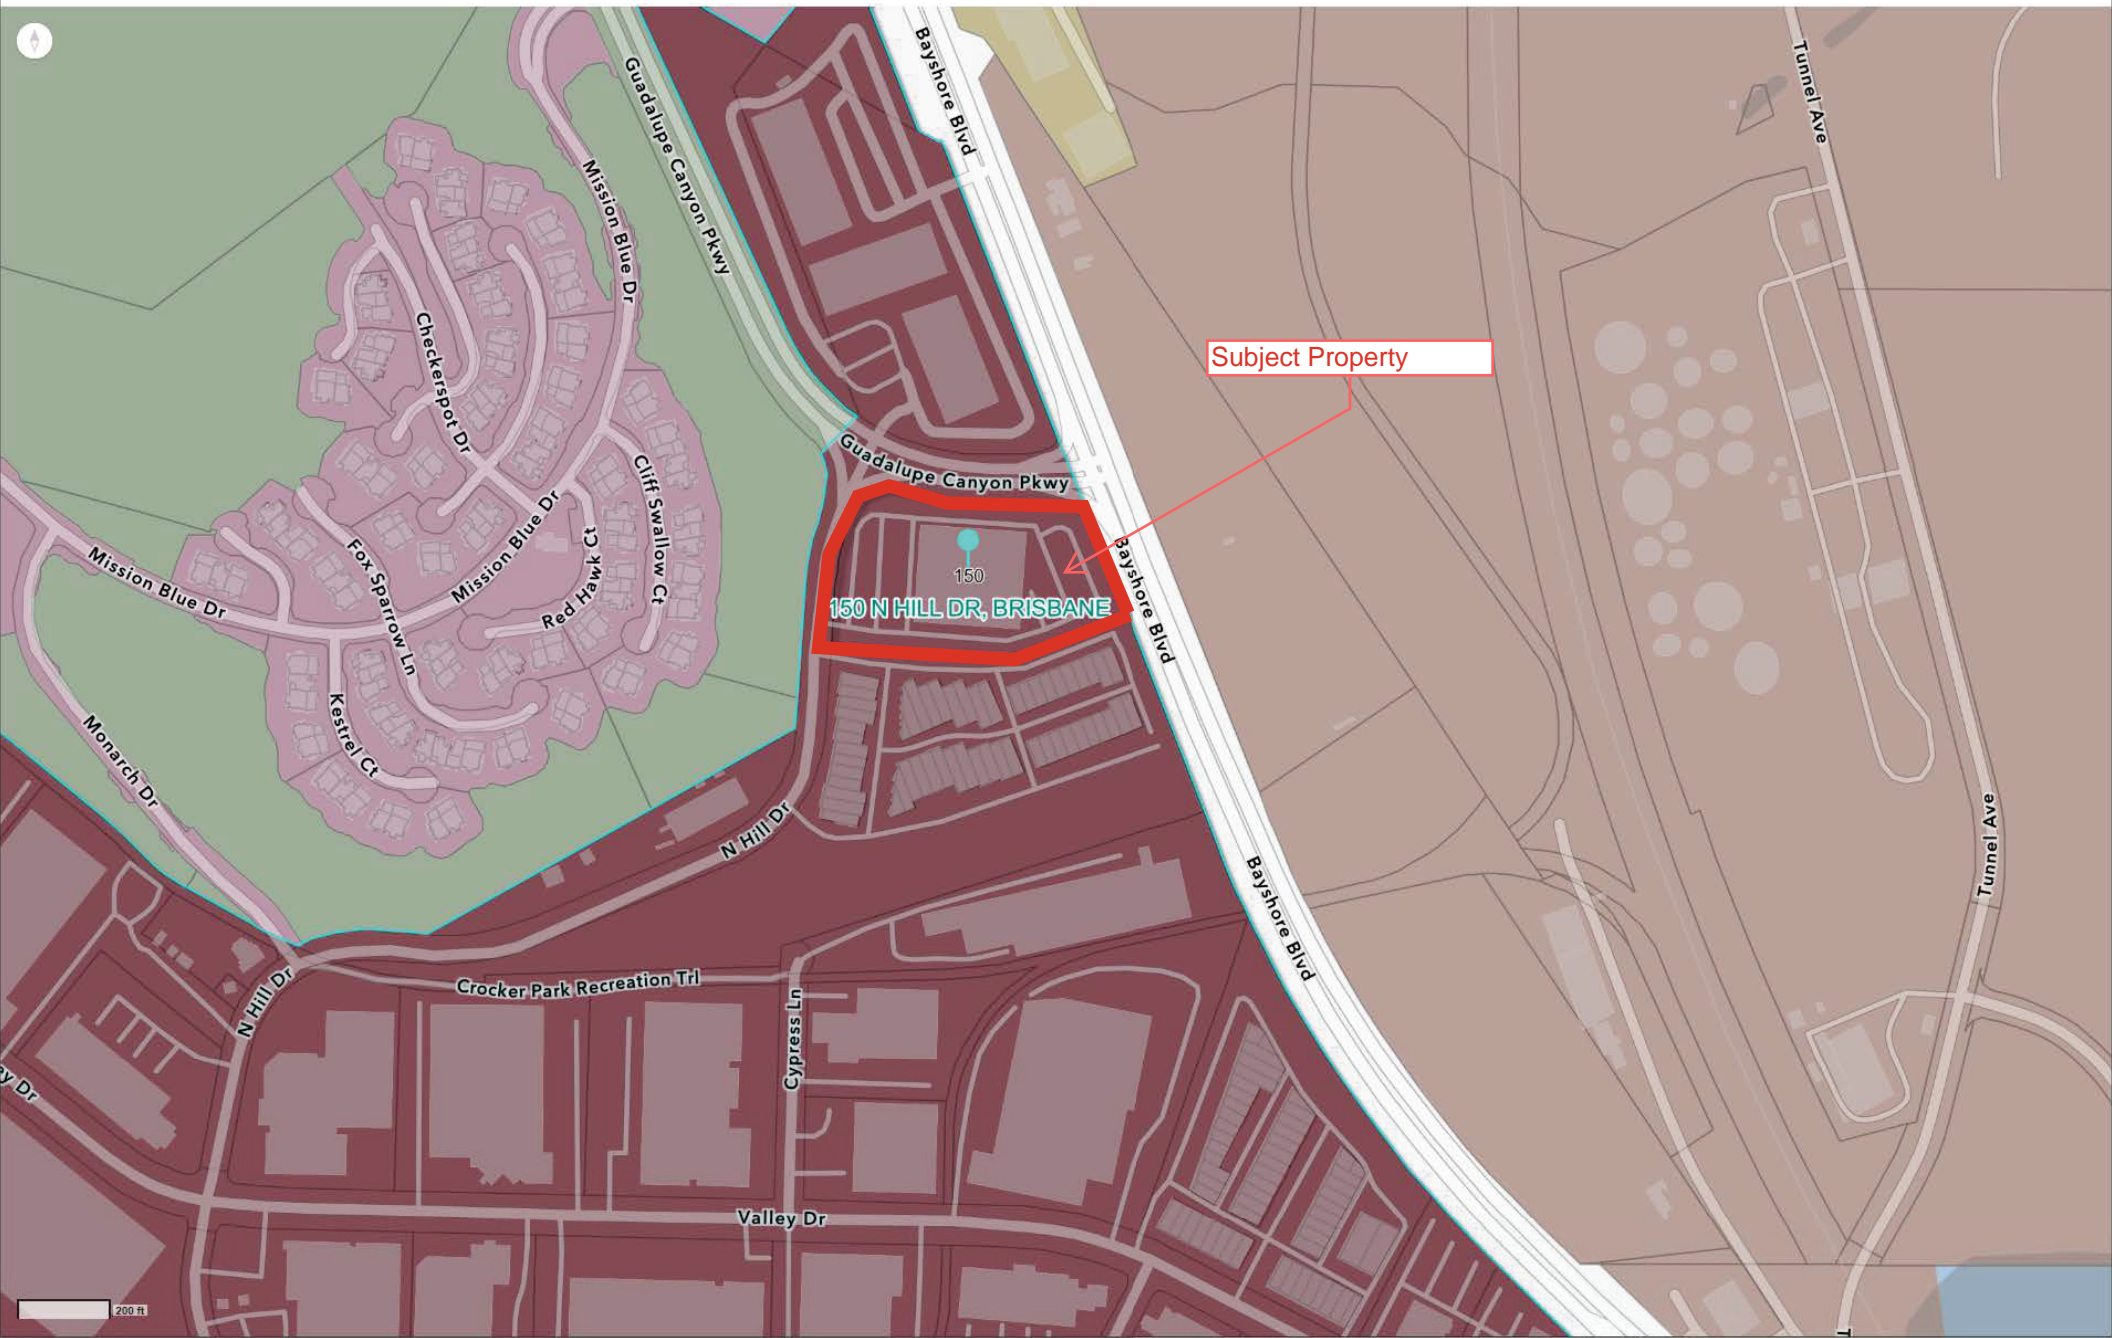 Bayshore Blvd
Tunnel Ave
Guadalupe Canyon Pkwy
Mission Blue Dr
Checkerspot Dr
Subject Property
Guadalupe Canyon Pkwy
Cliff Swallow Ct
Mission Blue Dr
Red Hawk Ct
Fox Sparrow Ln
Mission Blue Dr
150
150 N HILL DR, BRISBANE
Bayshore Blvd
Kestrel Ct
Monarch Dr
N Hill Dr
Tunnel Ave
Bayshore Blvd
N Hill Dr
Crocker Park Recreation Trl
Cypress Ln
ey Dr
Valley Dr
200 ft
T